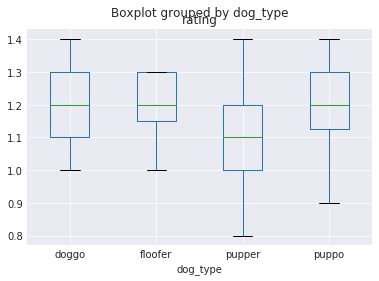 Boxplot grouped by dog_type
rating
1.4
1.3
1.2
1.1
1.0
0.9
0.8
doggo floofer pupper puppo
dog_type